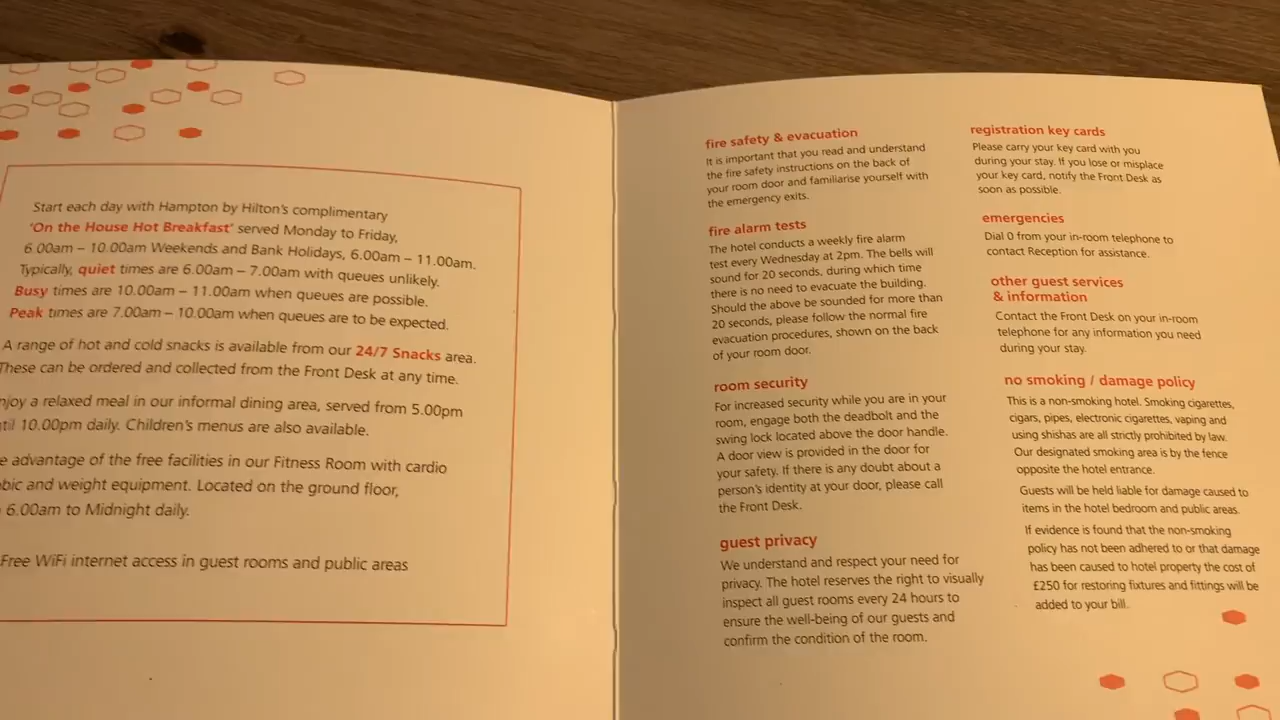 Start each day with Hampton by Hilton's complimentary
'On the House Hot Breakfast' served Monday to Friday,
6.00am – 10.00am Weekends and Bank Holidays, 6.00am – 11.00am.
Typically, quiet times are 6.00am – 7.00am with queues unlikely.
Busy times are 10.00am – 11.00am when queues are possible.
Peak times are 7.00am – 10.00am when queues are to be expected.
A range of hot and cold snacks is available from our 24/7 Snacks area.
These can be ordered and collected from the Front Desk at any time.
a relaxed meal in our informal dining area, served from 5.00pm
10.00pm daily. Children's menus are also available.
advantage of the free facilities in our Fitness Room with cardio
and weight equipment. Located on the ground floor,
6.00am to Midnight daily.
Free WiFi internet access in guest rooms and public areas
fire safety & evacuation
It is important that you read and understand
the fire safety instructions on the back of
your room door and familiarise yourself with
the emergency exits.
fire alarm tests
The hotel conducts a weekly fire alarm
test every Wednesday at 2pm. The bells will
sound for 20 seconds, during which time
there is no need to evacuate the building.
Should the above be sounded for more than
20 seconds, please follow the normal fire
evacuation procedures, shown on the back
of your room door.
room security
For increased security while you are in your
room, engage both the deadbolt and the
swing lock located above the door handle.
A door view is provided in the door for
your safety. If there is any doubt about a
person's identity at your door, please call
the Front Desk.
guest privacy
We understand and respect your need for
privacy. The hotel reserves the right to visually
inspect all guest rooms every 24 hours to
ensure the well-being of our guests and
confirm the condition of the room.
registration key cards
Please carry your key card with you
during your stay. If you lose or misplace
your key card, notify the Front Desk as
soon as possible.
emergencies
Dial 0 from your in-room telephone to
contact Reception for assistance.
other guest services
& information
Contact the Front Desk on your in-room
telephone for any information you need
during your stay.
no smoking / damage policy
This is a non-smoking hotel. Smoking cigarettes,
cigars, pipes, electronic cigarettes, vaping and
using shishas are all strictly prohibited by law.
Our designated smoking area is by the fence
opposite the hotel entrance.
Guests will be held liable for damage caused to
items in the hotel bedroom and public areas.
If evidence is found that the non-smoking
policy has not been adhered to or that damage
has been caused to hotel property the cost of
£250 for restoring fixtures and fittings will be
added to your bill.